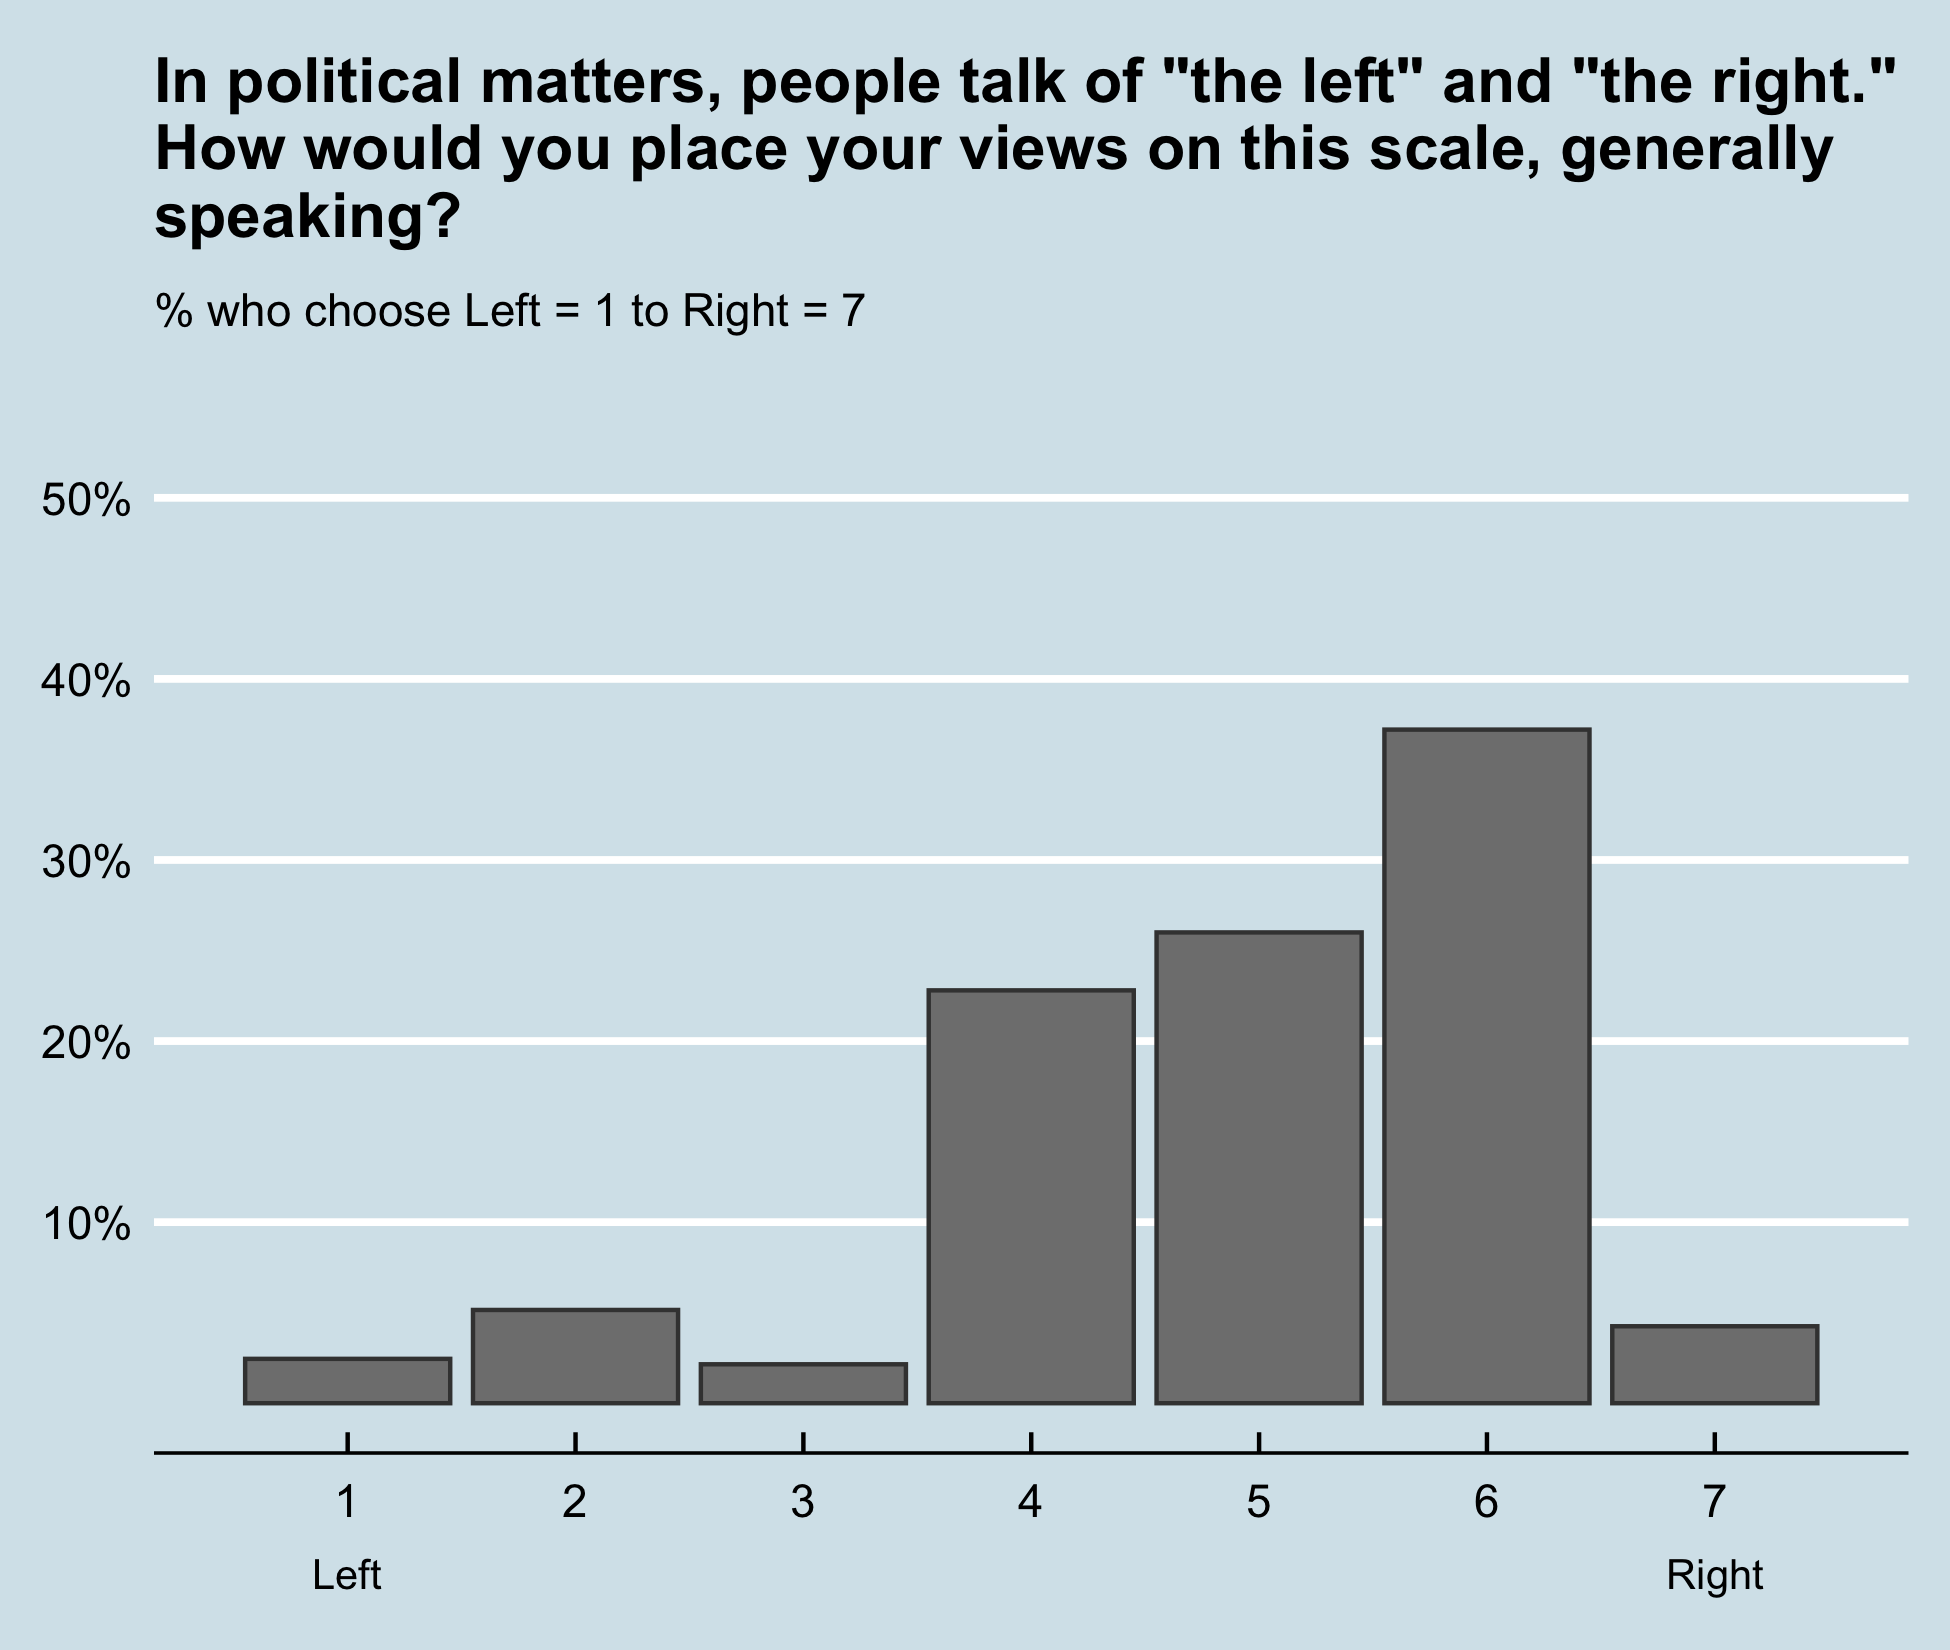 In political matters, people talk of "the left" and "the right."
How would you place your views on this scale, generally
speaking?
% who choose Left = 1 to Right = 7
50%
40%
30%
20%
10%
1 2 3 4 5 6 7
Left Right